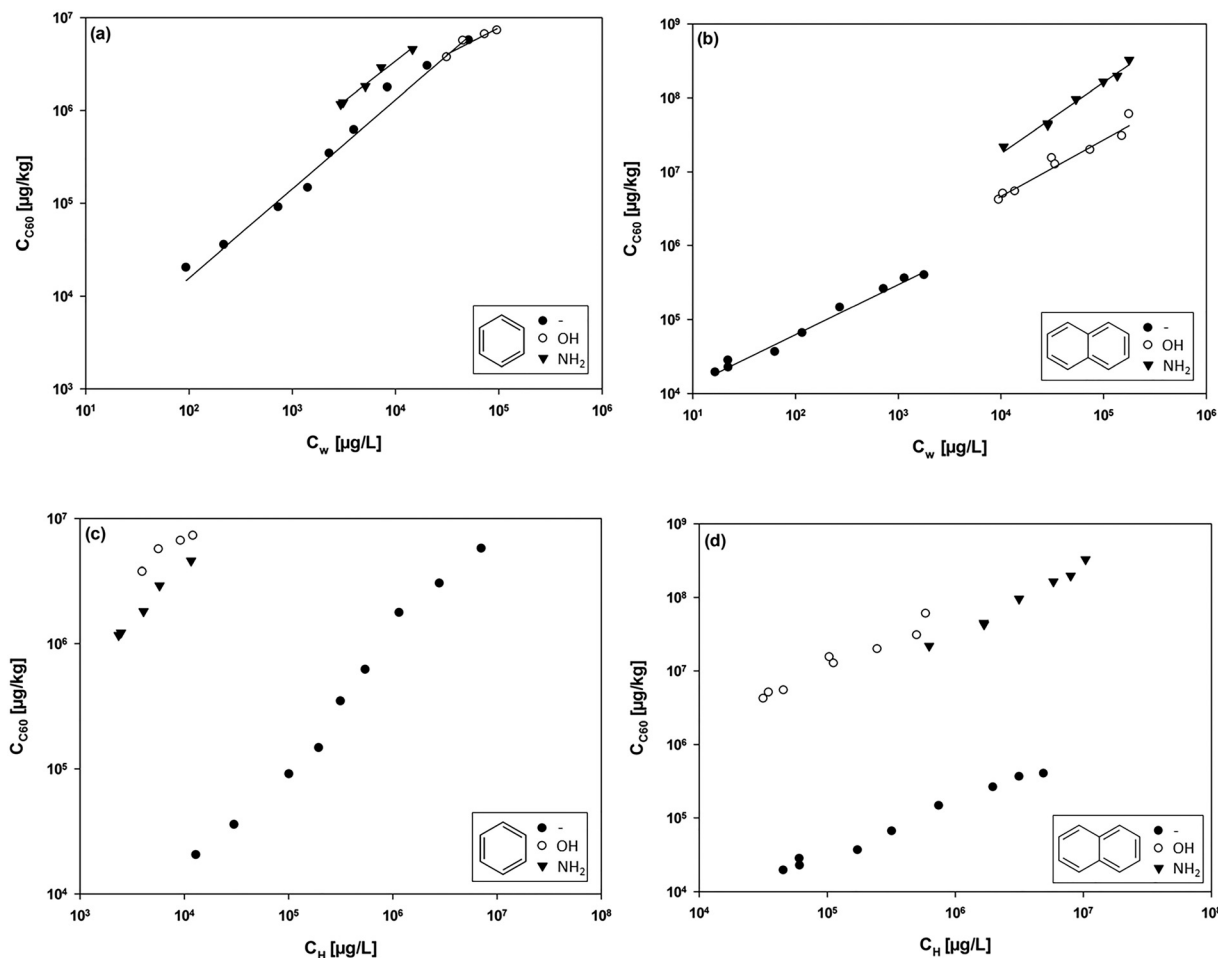 (a)
10⁷
10⁶
10⁵
10⁴
10³
C_C60 [µg/kg]
10¹ 10² 10³ 10⁴ 10⁵ 10⁶
C_w [µg/L]
-
OH
NH₂
(b)
10⁹
10⁸
10⁷
10⁶
10⁵
10⁴
C_C60 [µg/kg]
10¹ 10² 10³ 10⁴ 10⁵ 10⁶
C_w [µg/L]
-
OH
NH₂
(c)
10⁷
10⁶
10⁵
10⁴
C_C60 [µg/kg]
10³ 10⁴ 10⁵ 10⁶ 10⁷ 10⁸
C_H [µg/L]
-
OH
NH₂
(d)
10⁹
10⁸
10⁷
10⁶
10⁵
10⁴
C_C60 [µg/kg]
10⁴ 10⁵ 10⁶ 10⁷ 10⁸
C_H [µg/L]
-
OH
NH₂